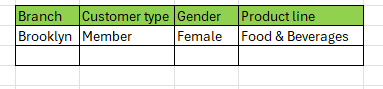 Branch Customer type Gender Product line
Brooklyn Member Female Food & Beverages